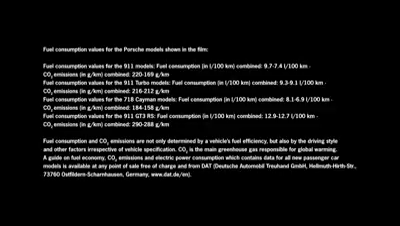 Fuel consumption values for the Porsche models shown in the film:
Fuel consumption values for the 911 models: Fuel consumption (in l/100 km) combined: 9.7-7.4 l/100 km -
CO₂ emissions (in g/km) combined: 220-169 g/km
Fuel consumption values for the 911 Turbo models: Fuel consumption (in l/100 km) combined: 9.3-9.1 l/100 km -
CO₂ emissions (in g/km) combined: 216-212 g/km
Fuel consumption values for the 718 Cayman models: Fuel consumption (in l/100 km) combined: 8.1-6.9 l/100 km -
CO₂ emissions (in g/km) combined: 184-158 g/km
Fuel consumption values for the 911 GT3 RS: Fuel consumption (in l/100 km) combined: 12.9-12.7 l/100 km -
CO₂ emissions (in g/km) combined: 290-288 g/km
Fuel consumption and CO₂ emissions are not only determined by a vehicle's fuel efficiency, but also by the driving style
and other factors irrespective of vehicle specification. CO₂ is the main greenhouse gas responsible for global warming.
A guide on fuel economy, CO₂ emissions and electric power consumption which contains data for all new passenger car
models is available at any point of sale free of charge and from DAT (Deutsche Automobil Treuhand GmbH, Hellmuth-Hirth-Str.,
73760 Ostfildern-Scharnhausen, Germany, www.dat.de/en).